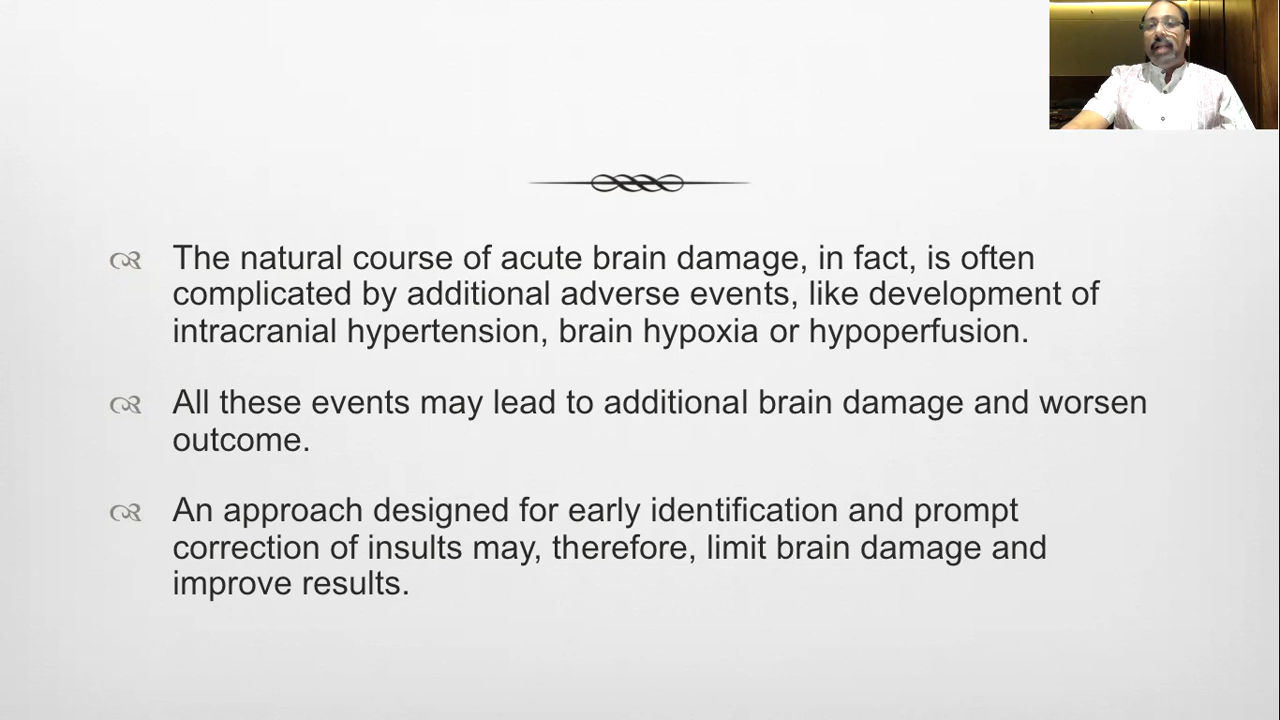 The natural course of acute brain damage, in fact, is often
complicated by additional adverse events, like development of
intracranial hypertension, brain hypoxia or hypoperfusion.
All these events may lead to additional brain damage and worsen
outcome.
An approach designed for early identification and prompt
correction of insults may, therefore, limit brain damage and
improve results.